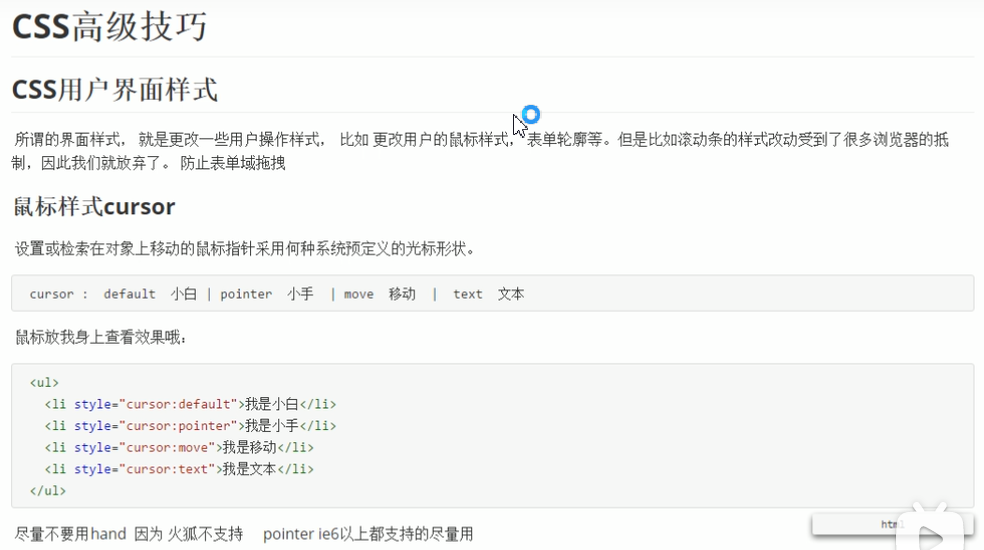 CSS高级技巧
CSS用户界面样式
所谓的界面样式， 就是更改一些用户操作样式， 比如 更改用户的鼠标样式， 表单轮廓等。但是比如滚动条的样式改动受到了很多浏览器的抵
制，因此我们就放弃了。 防止表单域拖拽
鼠标样式cursor
设置或检索在对象上移动的鼠标指针采用何种系统预定义的光标形状。
cursor :  default  小白 | pointer  小手  | move  移动  |  text  文本
鼠标放我身上查看效果哦：
<ul>
  <li style="cursor:default">我是小白</li>
  <li style="cursor:pointer">我是小手</li>
  <li style="cursor:move">我是移动</li>
  <li style="cursor:text">我是文本</li>
</ul>
尽量不要用hand  因为 火狐不支持     pointer ie6以上都支持的尽量用
html